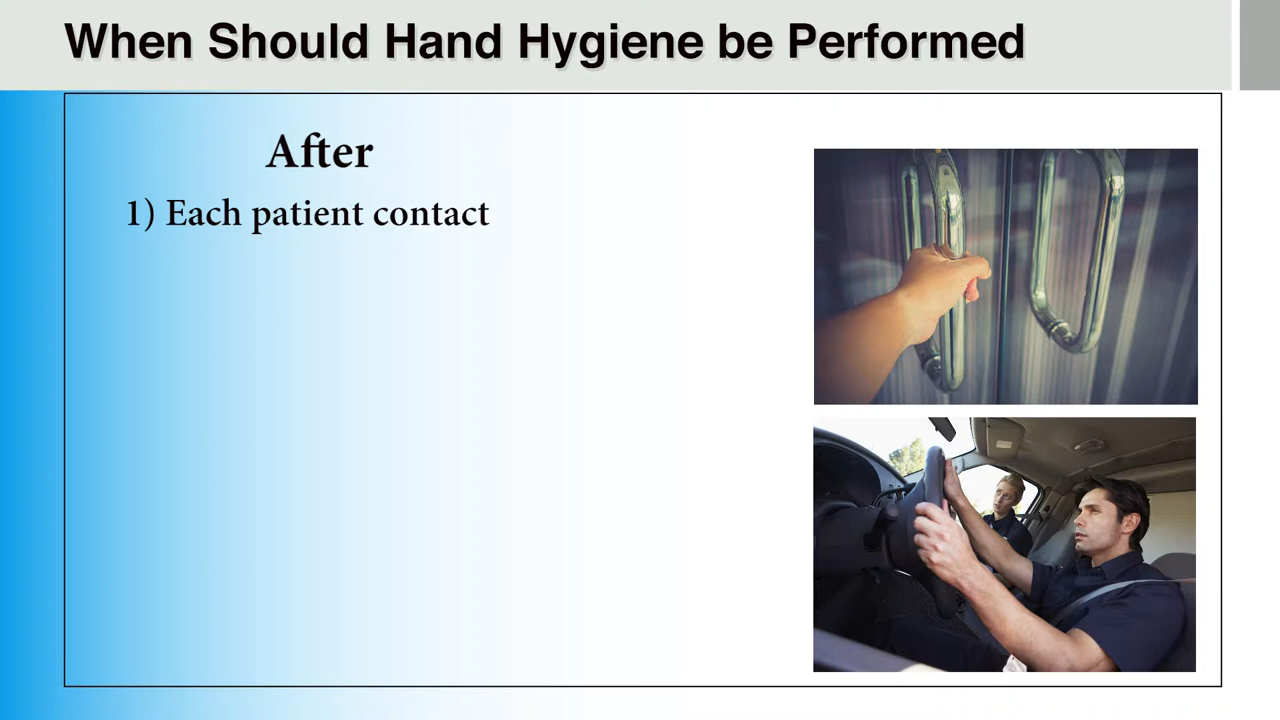 When Should Hand Hygiene be Performed
After
1) Each patient contact